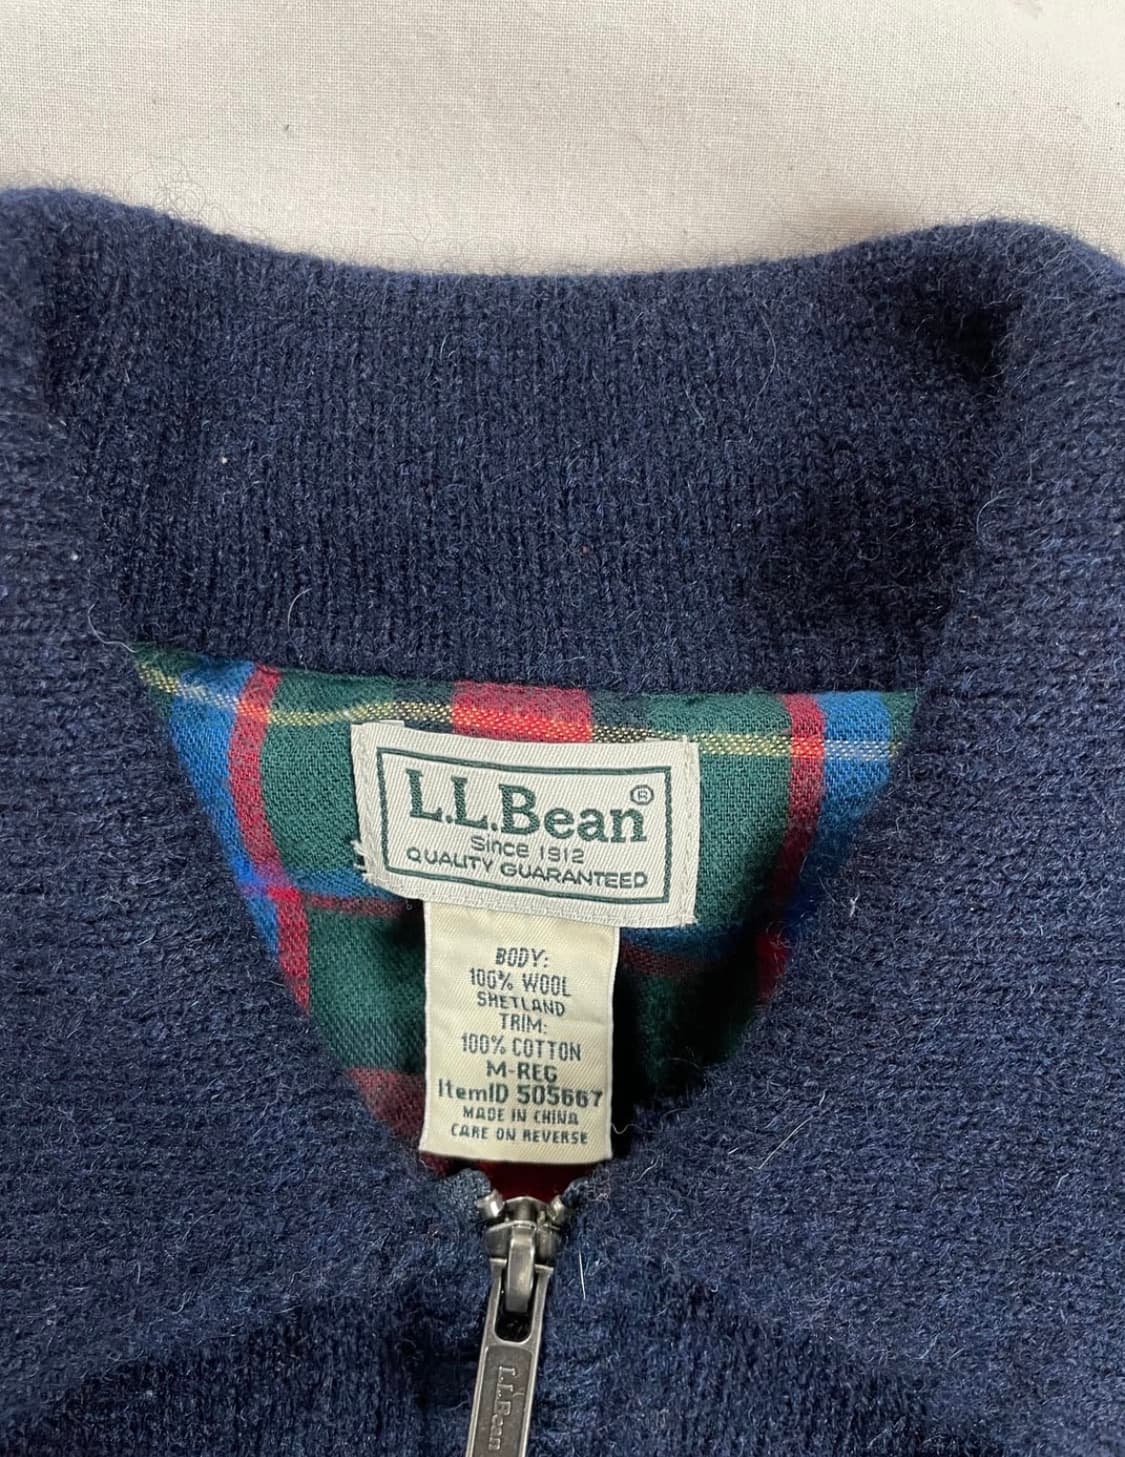 L.L.Bean®
Since 1912
QUALITY GUARANTEED
BODY:
100% WOOL
SHETLAND
TRIM:
100% COTTON
M-REG
ItemID 505667
MADE IN CHINA
CARE ON REVERSE
L.L.Bean